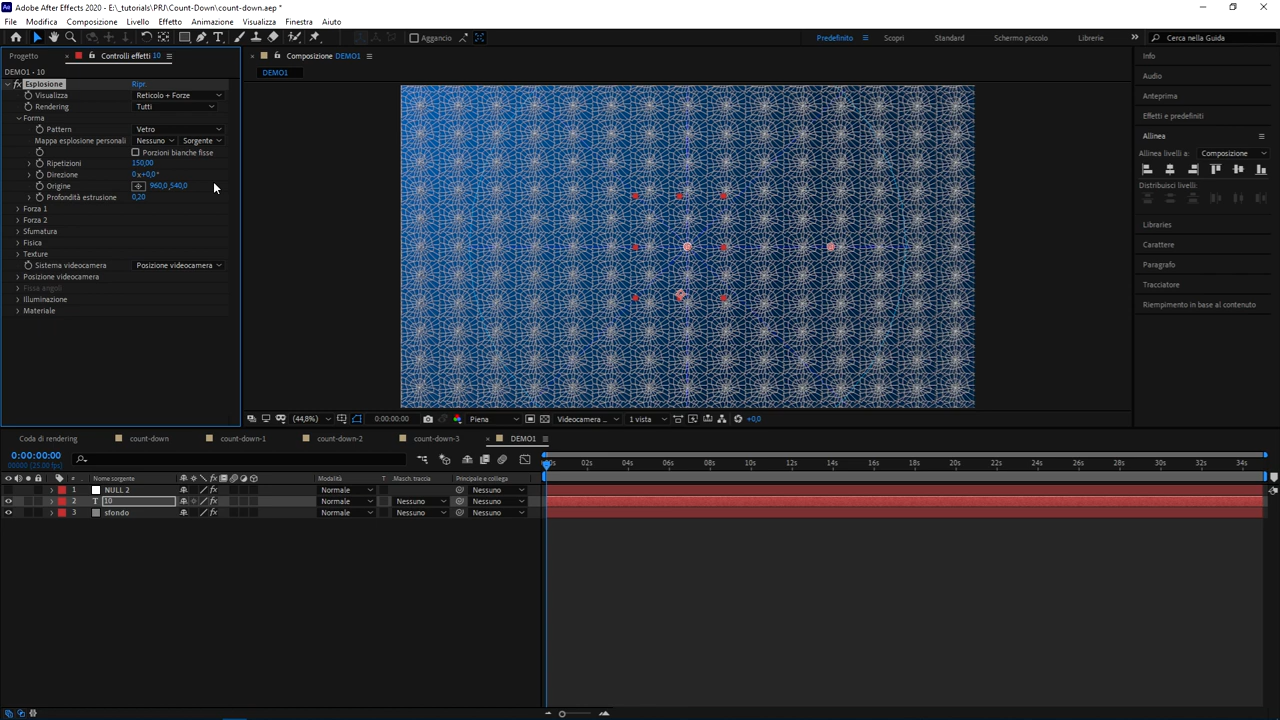 Adobe After Effects 2020 - E:\_tutorials\PRJ\Count-Down\count-down.aep *
File Modifica Composizione Livello Effetto Animazione Visualizza Finestra Aiuto
Aggancio Predefinito Scopri Standard Schermo piccolo Librerie Cerca nella Guida
Progetto Controlli effetti 10 Composizione DEMO1 Info
DEMO1 • 10 DEMO1
Audio
Esplosione Ripr.
Visualizza Reticolo + Forze Anteprima
Rendering Tutti
Forma Effetti e predefiniti
Pattern Vetro Allinea
Mappa esplosione personali Nessuno Sorgente
Porzioni bianche fisse Allinea livelli a: Composizione
Ripetizioni 150,00
Direzione 0x+0,0°
Origine 960,0,540,0 Distribuisci livelli:
Profondità estrusione 0,20
Forza 1
Forza 2 Libraries
Sfumatura
Fisica Carattere
Texture
Sistema videocamera Posizione videocamera Paragrafo
Posizione videocamera
Fissa angoli Tracciatore
Illuminazione Riempimento in base al contenuto
Materiale
(44,8%) 0:00:00:00 Piena Videocamera ... 1 vista +0,0
Coda di rendering count-down count-down-1 count-down-2 count-down-3 DEMO1
0:00:00:00
00000 (25.00 fps) 02s 04s 06s 08s 10s 12s 14s 16s 18s 20s 22s 24s 26s 28s 30s 32s 34s
# Nome sorgente Modalità T Masch. traccia Principale e collega
1 NULL 2 Normale Nessuno
2 T 10 Normale Nessuno Nessuno
3 sfondo Normale Nessuno Nessuno